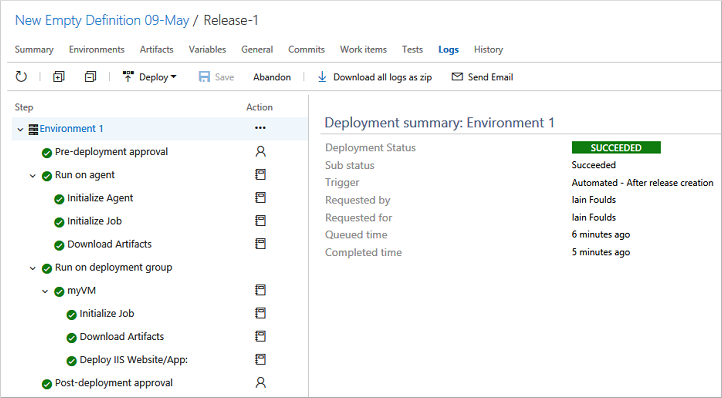 New Empty Definition 09-May / Release-1
Summary Environments Artifacts Variables General Commits Work items Tests Logs History
Deploy Save Abandon Download all logs as zip Send Email
Step Action
Environment 1 •••
Pre-deployment approval
Run on agent
Initialize Agent
Initialize Job
Download Artifacts
Run on deployment group
myVM
Initialize Job
Download Artifacts
Deploy IIS Website/App:
Post-deployment approval
Deployment summary: Environment 1
Deployment Status SUCCEEDED
Sub status Succeeded
Trigger Automated - After release creation
Requested by Iain Foulds
Requested for Iain Foulds
Queued time 6 minutes ago
Completed time 5 minutes ago